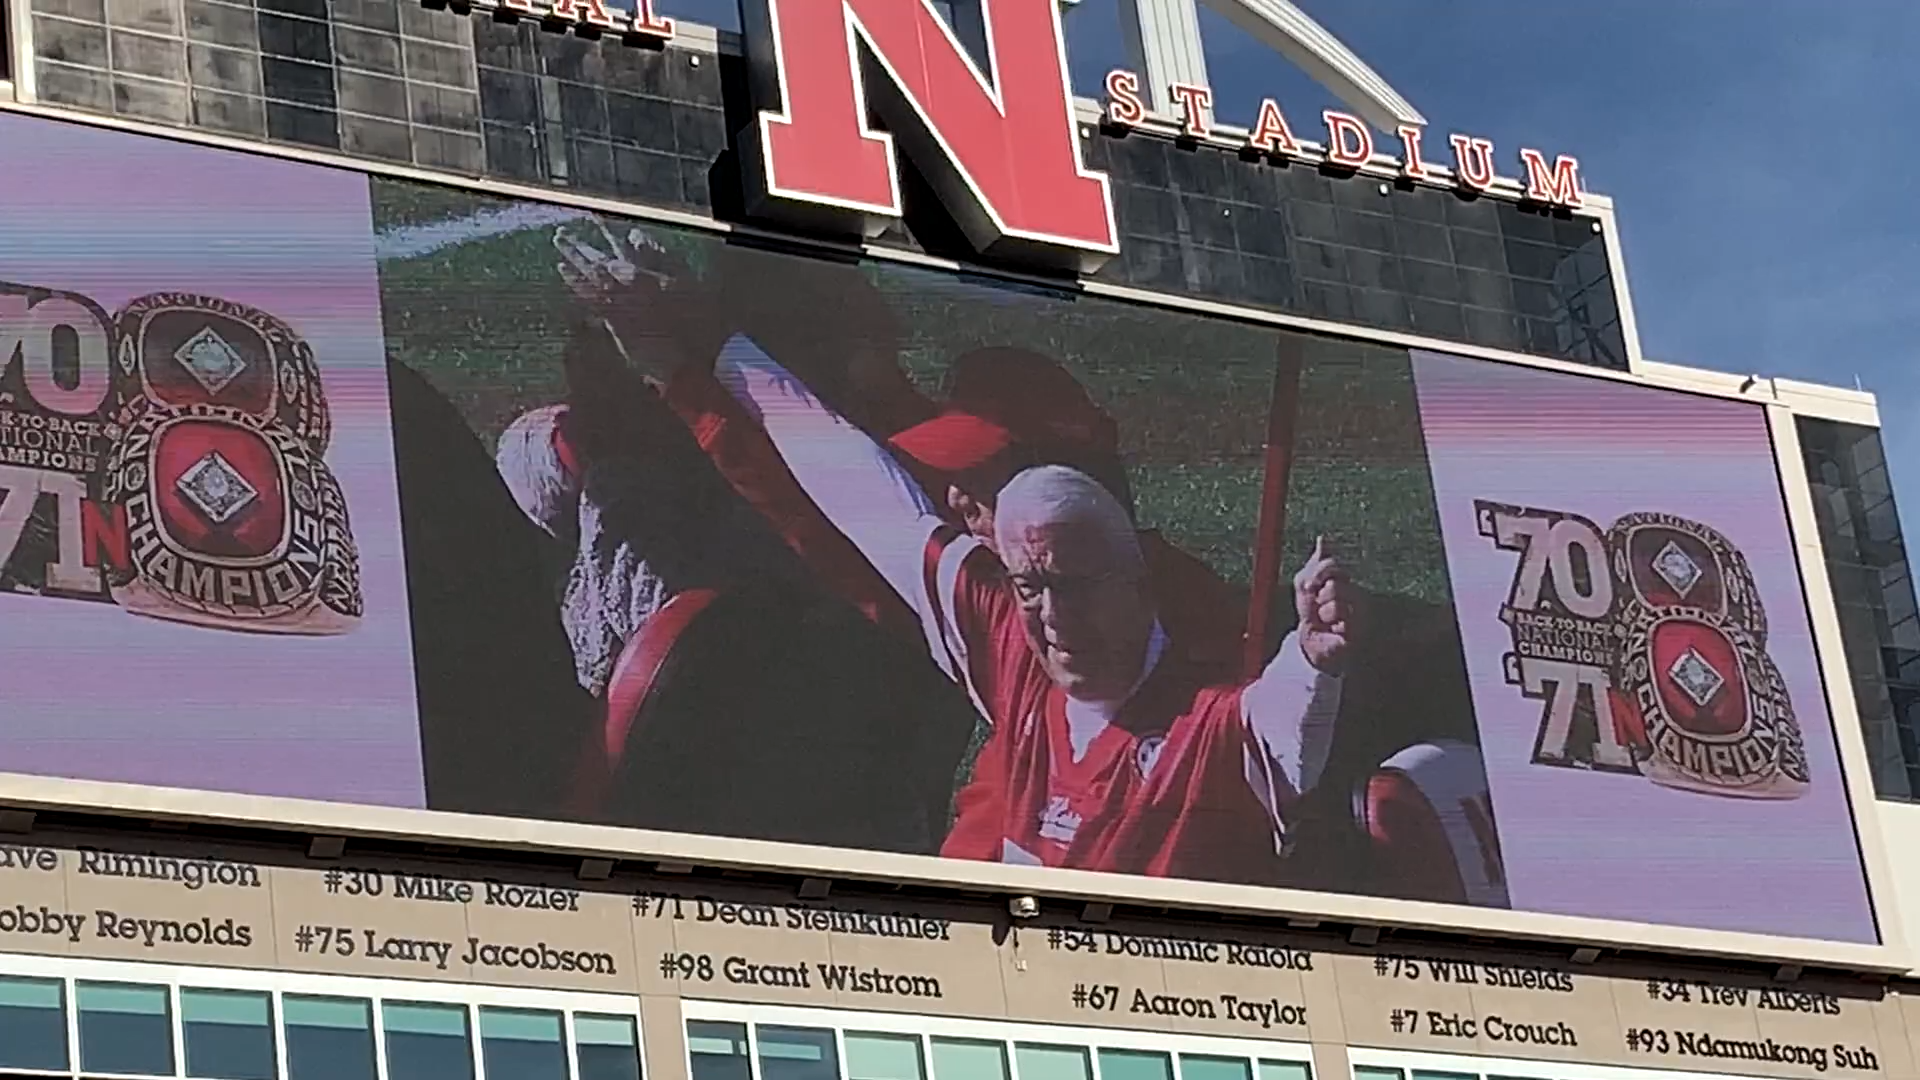 N
STADIUM
70
BACK-TO-BACK
NATIONAL
CHAMPIONS
71
N
NATIONAL
CHAMPIONS
'70
BACK-TO-BACK
NATIONAL
CHAMPIONS
'71
N
CHAMPIONS
Rimington
#30 Mike Rozier
#71 Dean Steinkuhler
#54 Dominic Raiola
#75 Will Shields
#34 Trev Alberts
obby Reynolds
#75 Larry Jacobson
#98 Grant Wistrom
#67 Aaron Taylor
#7 Eric Crouch
#93 Ndamukong Suh